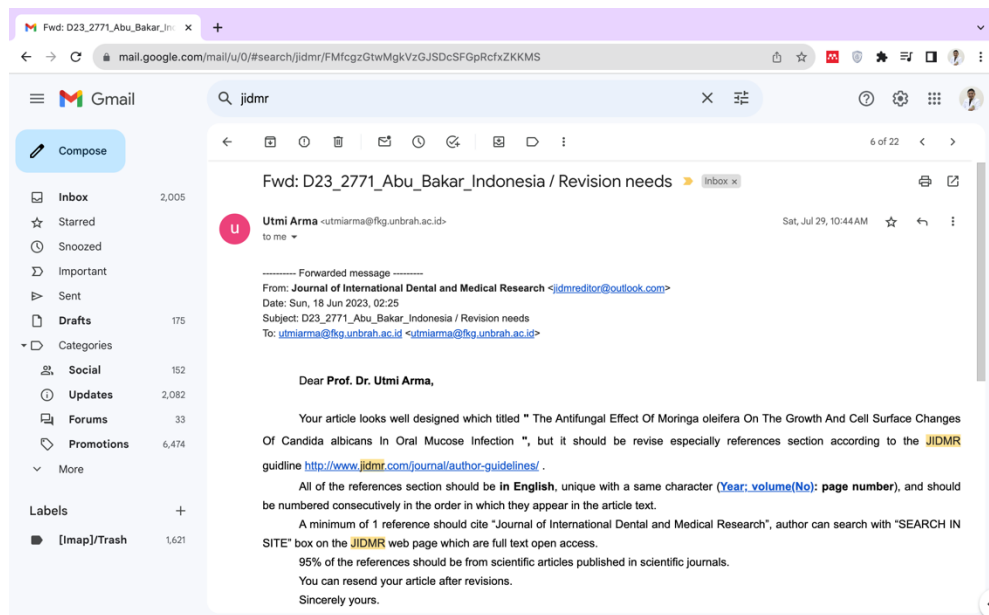 Fwd: D23_2771_Abu_Bakar_In
mail.google.com/mail/u/0/#search/jidmr/FMfcgzGtwMgkVzGJSDcSFGpRcfxZKKMS
Gmail
jidmr
Compose
6 of 22
Inbox 2,005
Starred
Snoozed
Important
Sent
Drafts 175
Categories
Social 152
Updates 2,082
Forums 33
Promotions 6,474
More
Labels
[Imap]/Trash 1,621
Fwd: D23_2771_Abu_Bakar_Indonesia / Revision needs Inbox x
U
Utmi Arma <utmiarma@fkg.unbrah.ac.id> Sat, Jul 29, 10:44 AM
to me
---------- Forwarded message ---------
From: Journal of International Dental and Medical Research <jidmreditor@outlook.com>
Date: Sun, 18 Jun 2023, 02:25
Subject: D23_2771_Abu_Bakar_Indonesia / Revision needs
To: utmiarma@fkg.unbrah.ac.id <utmiarma@fkg.unbrah.ac.id>
Dear Prof. Dr. Utmi Arma,
Your article looks well designed which titled " The Antifungal Effect Of Moringa oleifera On The Growth And Cell Surface Changes
Of Candida albicans In Oral Mucose Infection ", but it should be revise especially references section according to the JIDMR
guidline http://www.jidmr.com/journal/author-guidelines/ .
All of the references section should be in English, unique with a same character (Year; volume(No): page number), and should
be numbered consecutively in the order in which they appear in the article text.
A minimum of 1 reference should cite “Journal of International Dental and Medical Research”, author can search with “SEARCH IN
SITE” box on the JIDMR web page which are full text open access.
95% of the references should be from scientific articles published in scientific journals.
You can resend your article after revisions.
Sincerely yours.